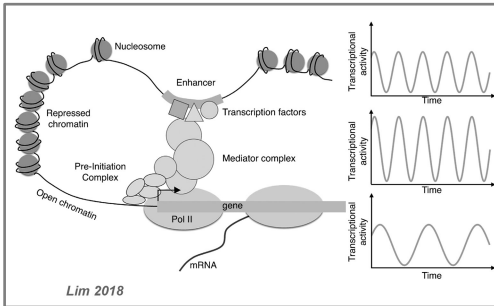 Nucleosome
Enhancer
Repressed
chromatin
Transcription factors
Mediator complex
Pre-Initiation
Complex
Open chromatin
Pol II
gene
mRNA
Lim 2018
Transcriptional
activity
Time
Transcriptional
activity
Time
Transcriptional
activity
Time